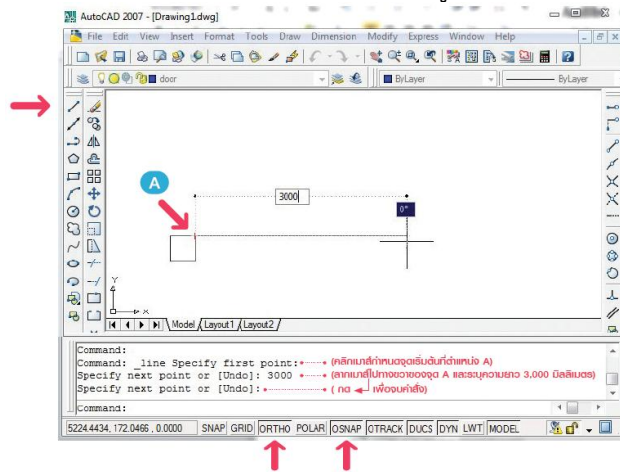 AutoCAD 2007 - [Drawing1.dwg]
File Edit View Insert Format Tools Draw Dimension Modify Express Window Help
door ByLayer ByLayer
A
3000
0°
Y
X
Model Layout1 Layout2
Command:
Command: _line Specify first point: (คลิกเมาส์กำหนดจุดเริ่มต้นที่ตำแหน่ง A)
Specify next point or [Undo]: 3000 (ลากเมาส์ไปทางขวาของจุด A และระบุความยาว 3,000 มิลลิเมตร)
Specify next point or [Undo]: ( กด เพื่อจบคำสั่ง)
Command:
5224.4434, 172.0466 , 0.0000 SNAP GRID ORTHO POLAR OSNAP OTRACK DUCS DYN LWT MODEL